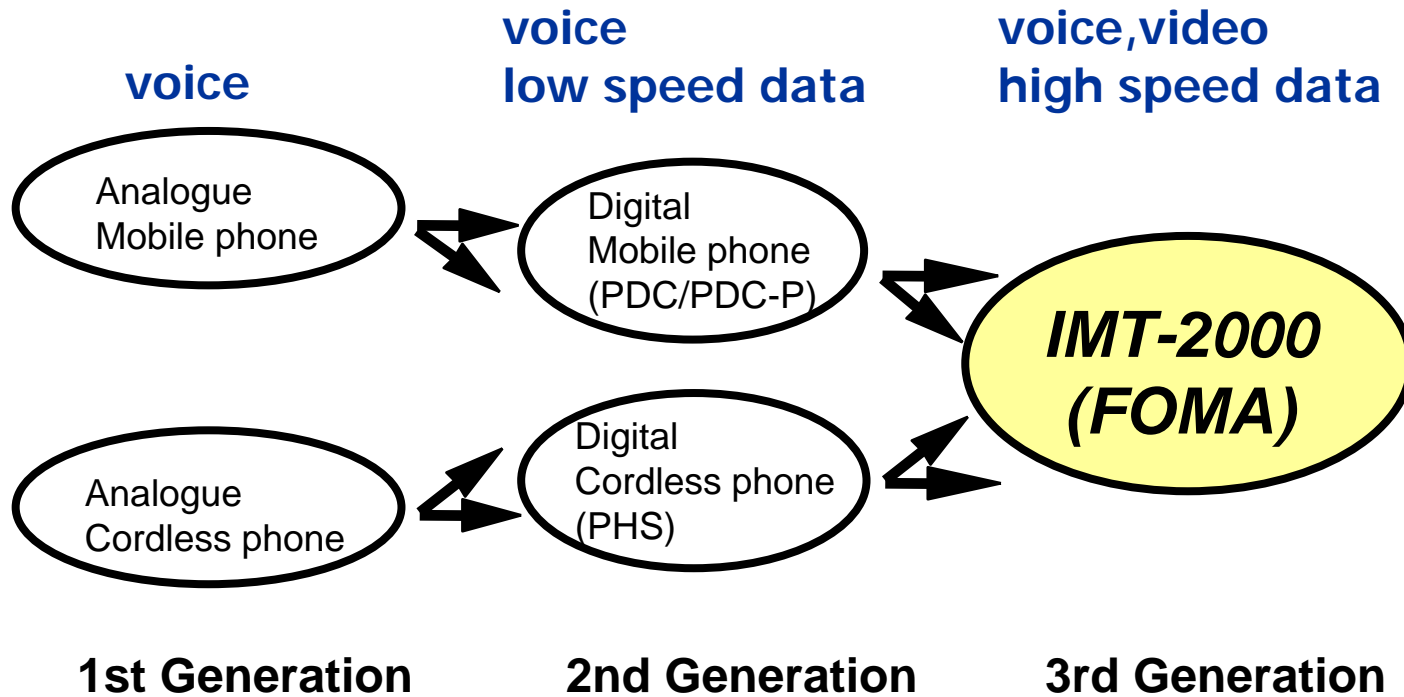 voice
voice
low speed data
voice,video
high speed data
Analogue
Mobile phone
Digital
Mobile phone
(PDC/PDC-P)
IMT-2000
(FOMA)
Analogue
Cordless phone
Digital
Cordless phone
(PHS)
1st Generation
2nd Generation
3rd Generation